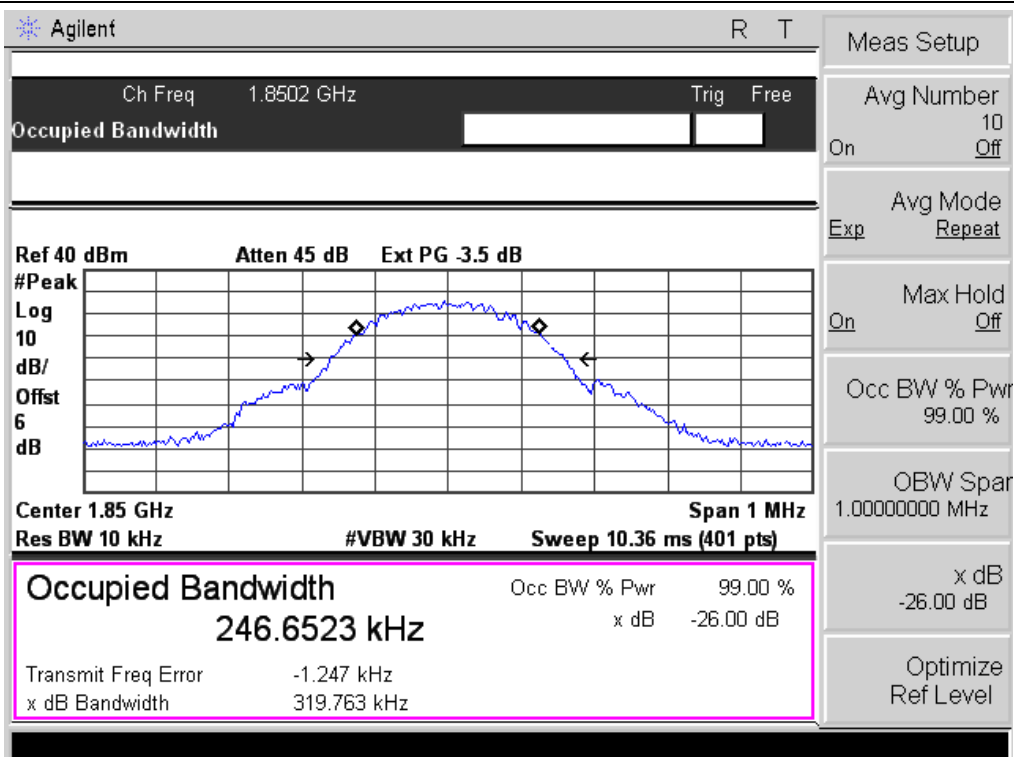 Agilent R T
Ch Freq 1.8502 GHz Trig Free
Occupied Bandwidth
Ref 40 dBm Atten 45 dB Ext PG -3.5 dB
#Peak
Log
10
dB/
Offst
6
dB
Center 1.85 GHz Span 1 MHz
Res BW 10 kHz #VBW 30 kHz Sweep 10.36 ms (401 pts)
Occupied Bandwidth
246.6523 kHz
Occ BW % Pwr 99.00 %
x dB -26.00 dB
Transmit Freq Error -1.247 kHz
x dB Bandwidth 319.763 kHz
Meas Setup
Avg Number
10
On Off
Avg Mode
Exp Repeat
Max Hold
On Off
Occ BW % Pwr
99.00 %
OBW Span
1.00000000 MHz
x dB
-26.00 dB
Optimize
Ref Level